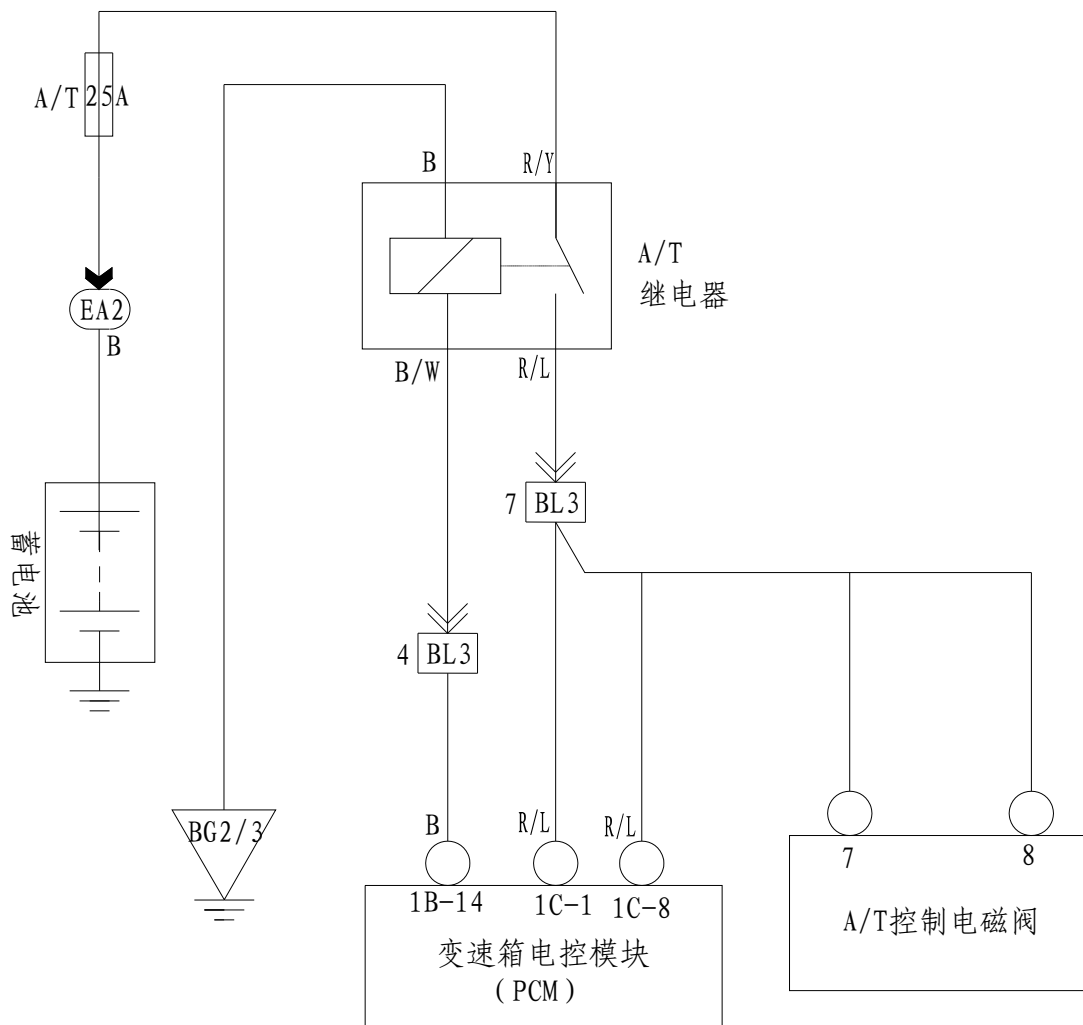 A/T 25A
B
R/Y
A/T
继电器
EA2
B
B/W
R/L
7
BL3
蓄电池
4
BL3
BG2/3
B
R/L
R/L
1B-14
1C-1
1C-8
7
8
变速箱电控模块
(PCM)
A/T控制电磁阀